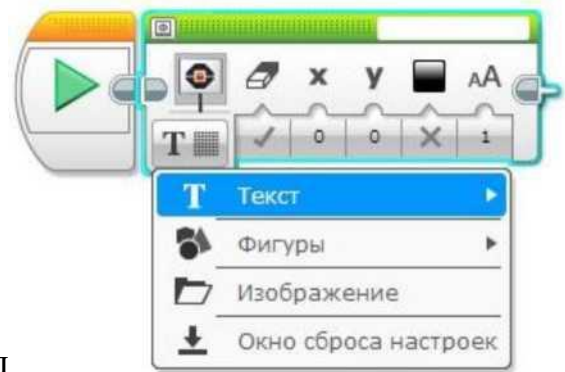 x y AA
T ✓ 0 0 ✕ 1
T Текст
Фигуры
Изображение
Окно сброса настроек